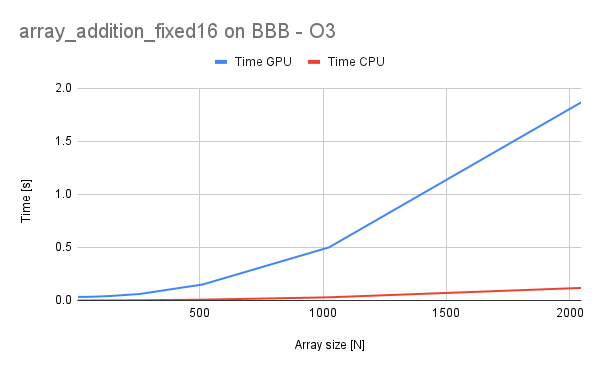 array_addition_fixed16 on BBB - O3
Time GPU
Time CPU
Time [s]
2.0
1.5
1.0
0.5
0.0
500
1000
1500
2000
Array size [N]